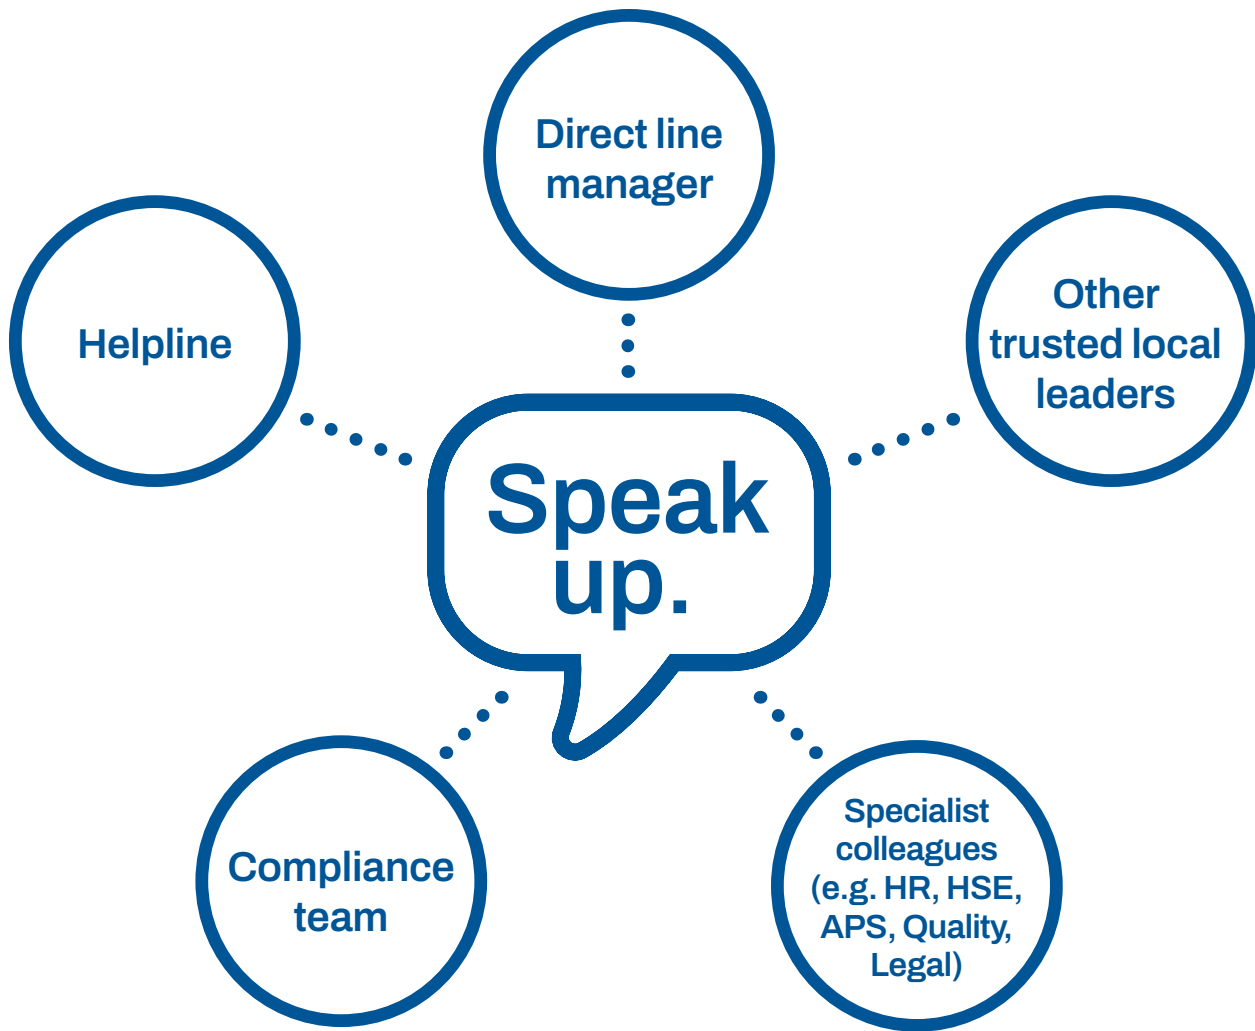 Direct line
manager
Helpline
Other
trusted local
leaders
Speak
up.
Compliance
team
Specialist
colleagues
(e.g. HR, HSE,
APS, Quality,
Legal)